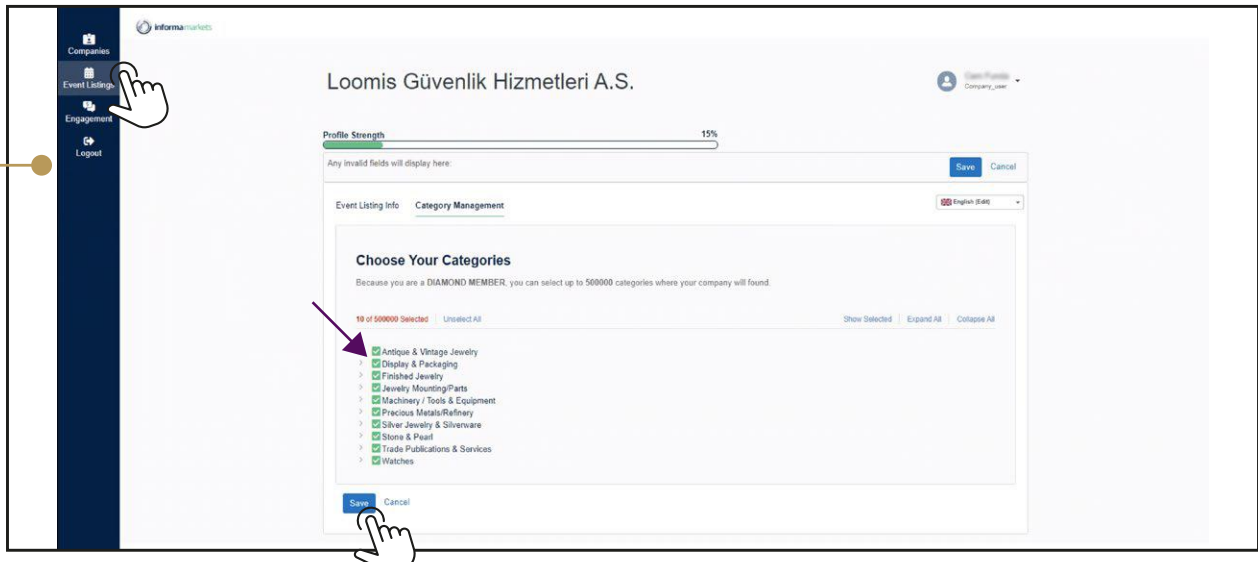 informamarkets
Companies
Event Listings
Engagement
Logout
Loomis Güvenlik Hizmetleri A.S.
Company_user
Profile Strength
15%
Any invalid fields will display here:
Save
Cancel
Event Listing Info
Category Management
English (Edit)
Choose Your Categories
Because you are a DIAMOND MEMBER, you can select up to 500000 categories where your company will found.
10 of 500000 Selected
Unselect All
Show Selected
Expand All
Collapse All
Antique & Vintage Jewelry
Display & Packaging
Finished Jewelry
Jewelry Mounting/Parts
Machinery / Tools & Equipment
Precious Metals/Refinery
Silver Jewelry & Silverware
Stone & Pearl
Trade Publications & Services
Watches
Save
Cancel